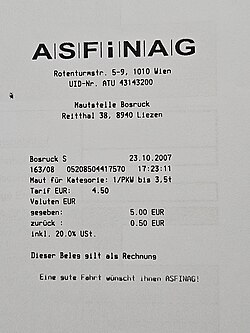 ASFiNAG
Rotenturmstr. 5-9, 1010 Wien
UID-Nr. ATU 43143200
Mautstelle Bosruck
Reitthal 38, 8940 Liezen
Bosruck S 23.10.2007
163/08 05208504417570 17:23:11
Maut für Kategorie: 1/PKW bis 3,5t
Tarif EUR: 4.50
Valuten EUR
gegeben: 5.00 EUR
zurück : 0.50 EUR
inkl. 20.0% USt.
Dieser Beleg gilt als Rechnung
Eine gute Fahrt wünscht ihnen ASFINAG!